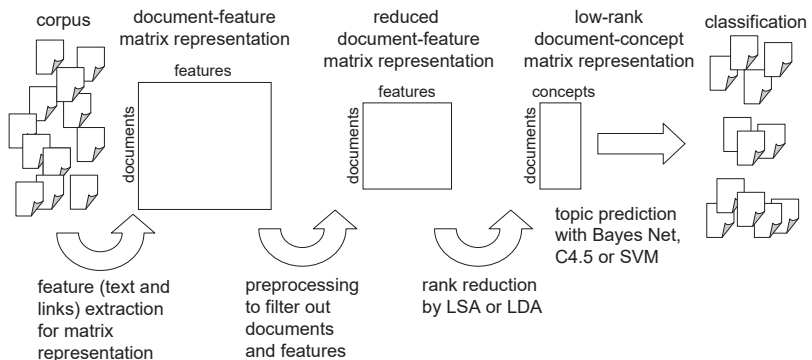 corpus
document-feature
matrix representation
features
documents
reduced
document-feature
matrix representation
features
documents
low-rank
document-concept
matrix representation
concepts
documents
classification
feature (text and
links) extraction
for matrix
representation
preprocessing
to filter out
documents
and features
rank reduction
by LSA or LDA
topic prediction
with Bayes Net,
C4.5 or SVM